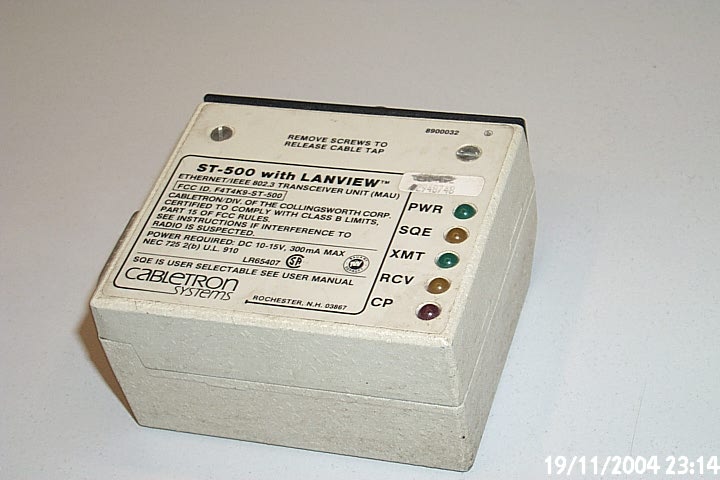 8900032
REMOVE SCREWS TO
RELEASE CABLE TAP
ST-500 with LANVIEW™
ETHERNET/IEEE 802.3 TRANSCEIVER UNIT (MAU)
FCC ID. F4T4K9-ST-500
CABLETRON/DIV. OF THE COLLINGSWORTH CORP.
CERTIFIED TO COMPLY WITH CLASS B LIMITS,
PART 15 OF FCC RULES.
SEE INSTRUCTIONS IF INTERFERENCE TO
RADIO IS SUSPECTED.
POWER REQUIRED: DC 10-15V, 300mA MAX
NEC 725 2(b) U.L. 910
LR65407
SQE IS USER SELECTABLE SEE USER MANUAL
CABLETRON
SYSTEMS
ROCHESTER, N.H. 03867
PWR
SQE
XMT
RCV
CP
19/11/2004 23:14